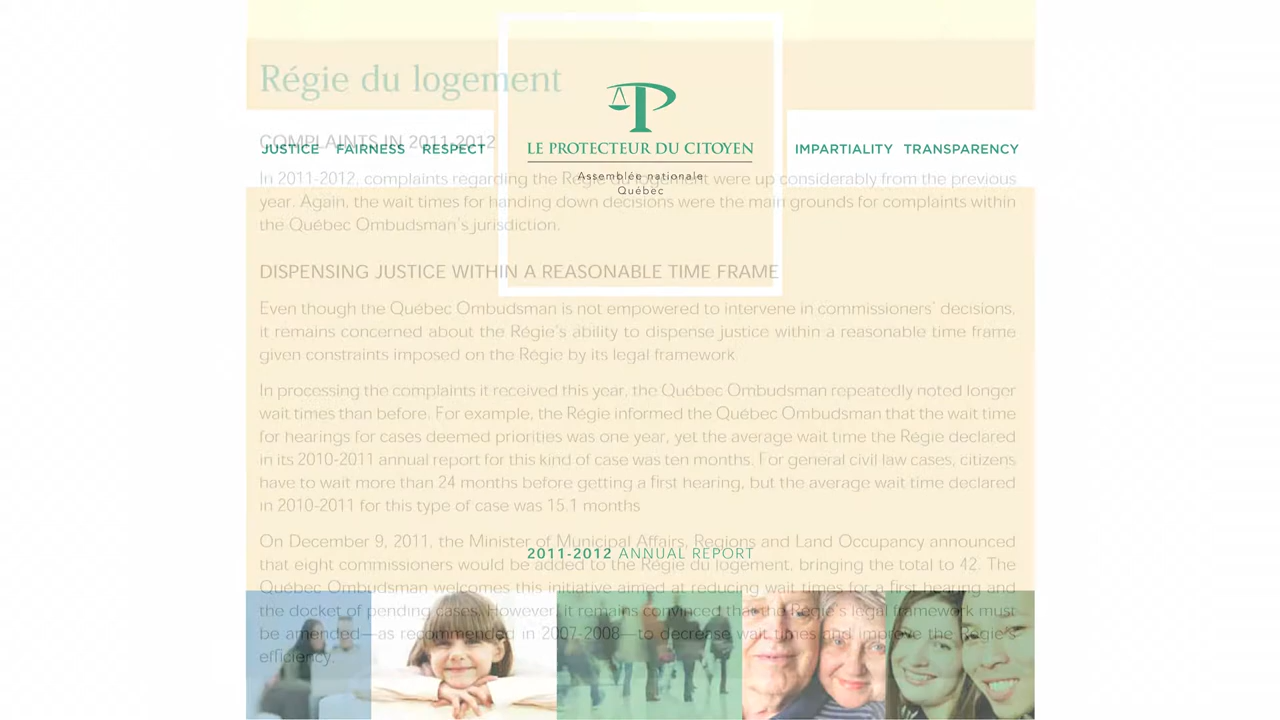 Régie du logement
COMPLAINTS IN 2011-2012
JUSTICE FAIRNESS RESPECT
LE PROTECTEUR DU CITOYEN
IMPARTIALITY TRANSPARENCY
Assemblée nationale
Québec
In 2011-2012, complaints regarding the Régie du logement were up considerably from the previous
year. Again, the wait times for handing down decisions were the main grounds for complaints within
the Québec Ombudsman's jurisdiction.
DISPENSING JUSTICE WITHIN A REASONABLE TIME FRAME
Even though the Québec Ombudsman is not empowered to intervene in commissioners' decisions,
it remains concerned about the Régie's ability to dispense justice within a reasonable time frame
given constraints imposed on the Régie by its legal framework
In processing the complaints it received this year, the Québec Ombudsman repeatedly noted longer
wait times than before. For example, the Régie informed the Québec Ombudsman that the wait time
for hearings for cases deemed priorities was one year, yet the average wait time the Régie declared
in its 2010-2011 annual report for this kind of case was ten months. For general civil law cases, citizens
have to wait more than 24 months before getting a first hearing, but the average wait time declared
in 2010-2011 for this type of case was 15.1 months
On December 9, 2011, the Minister of Municipal Affairs, Regions and Land Occupancy announced
2011-2012 ANNUAL REPORT
that eight commissioners would be added to the Régie du logement, bringing the total to 42. The
Québec Ombudsman welcomes this initiative aimed at reducing wait times for a first hearing and
the docket of pending cases. However, it remains convinced that the Régie's legal framework must
be amended—as recommended in 2007-2008—to decrease wait times and improve the Régie's
efficiency.